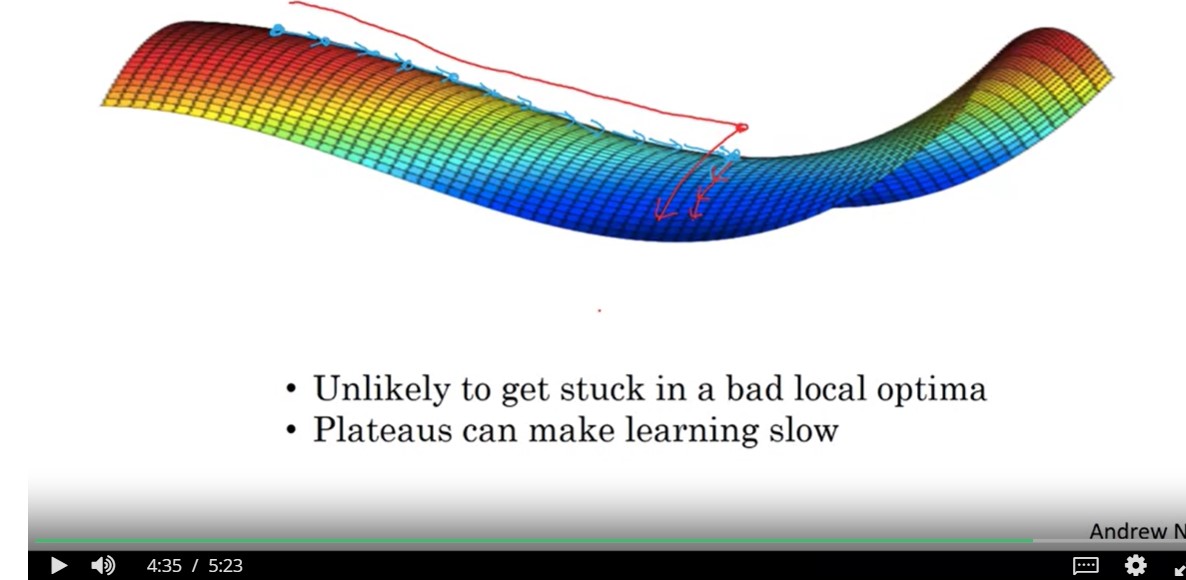 • Unlikely to get stuck in a bad local optima
• Plateaus can make learning slow
Andrew N
4:35 / 5:23